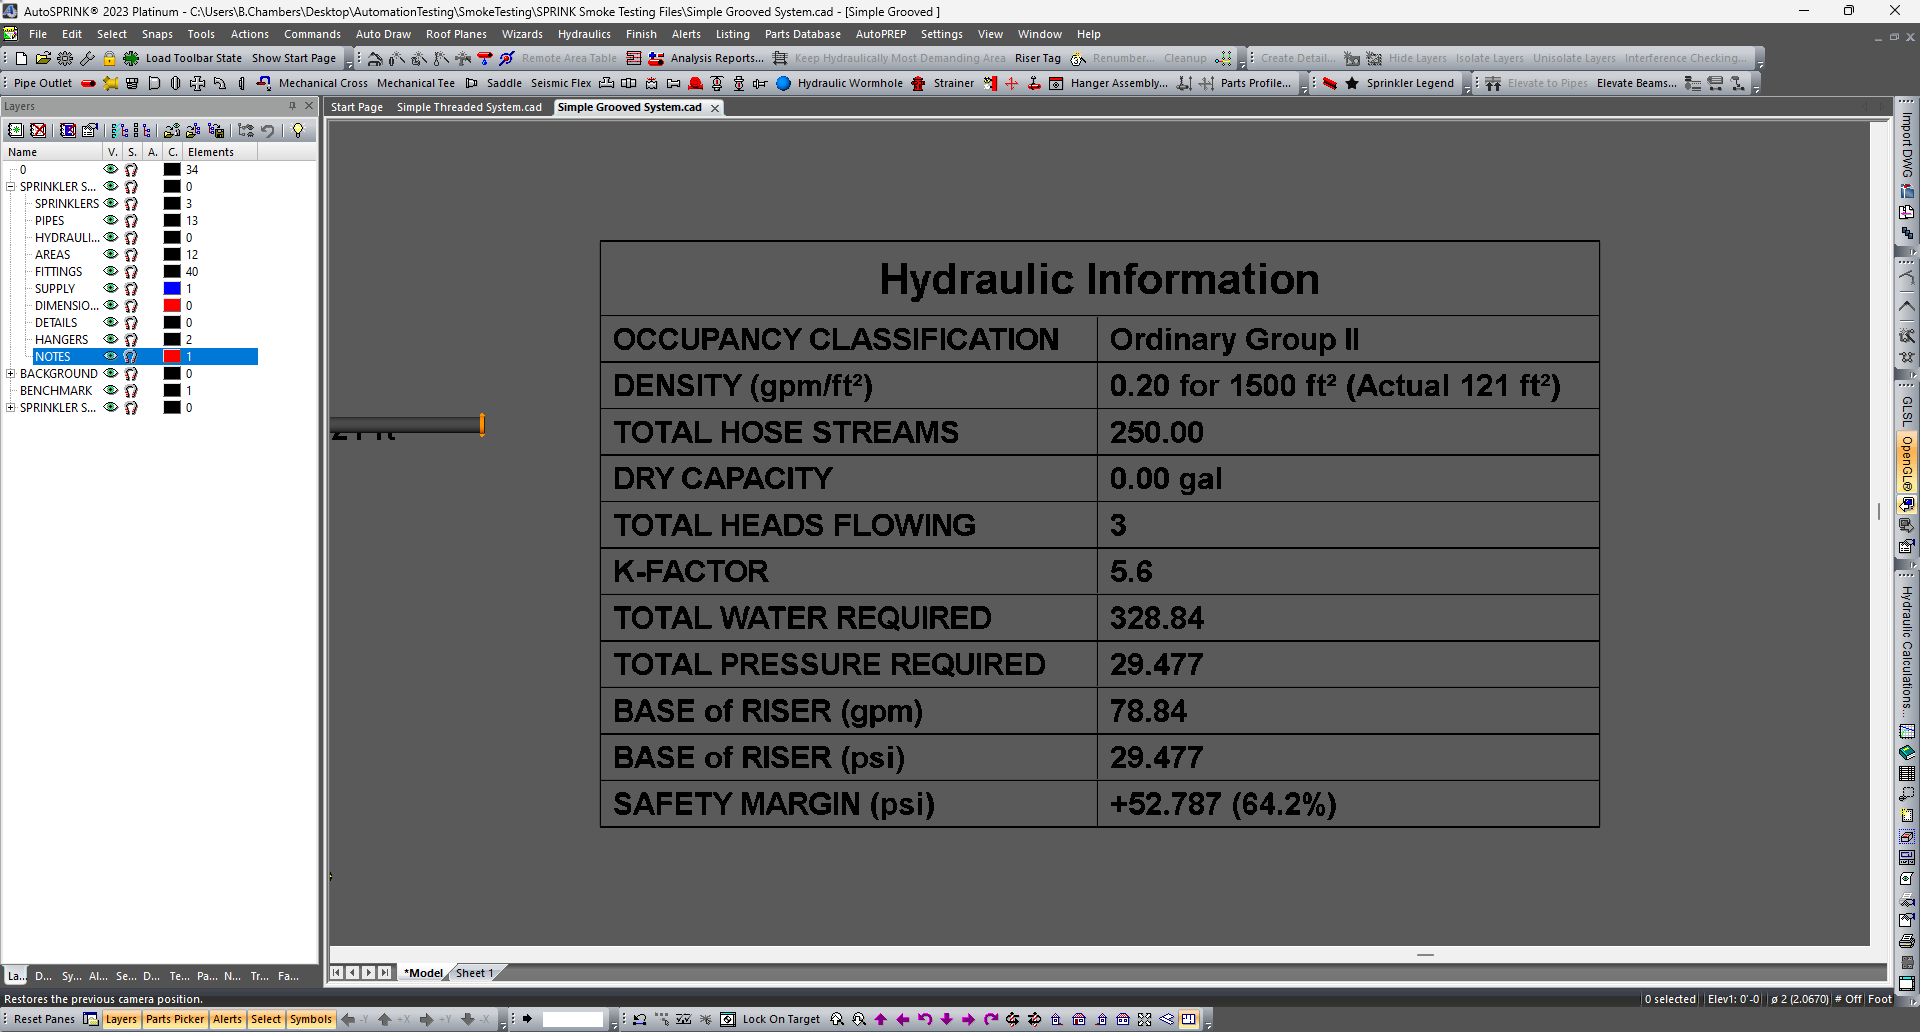 AutoSPRINK® 2023 Platinum - C:\Users\B.Chambers\Desktop\AutomationTesting\SmokeTesting\SPRINK Smoke Testing Files\Simple Grooved System.cad - [Simple Grooved ]
File Edit Select Snaps Tools Actions Commands Auto Draw Roof Planes Wizards Hydraulics Finish Alerts Listing Parts Database AutoPREP Settings View Window Help
Load Toolbar State Show Start Page Remote Area Table Analysis Reports... Keep Hydraulically Most Demanding Area Riser Tag Renumber... Cleanup Create Detail... Hide Layers Isolate Layers Unisolate Layers Interference Checking...
Pipe Outlet Mechanical Cross Mechanical Tee Saddle Seismic Flex Hydraulic Wormhole Strainer Hanger Assembly... Parts Profile... Sprinkler Legend Elevate to Pipes Elevate Beams...
Layers
Start Page Simple Threaded System.cad Simple Grooved System.cad
Name V. S. A. C. Elements
0 34
SPRINKLER S... 0
SPRINKLERS 3
PIPES 13
HYDRAULI... 0
AREAS 12
FITTINGS 40
SUPPLY 1
DIMENSIO... 0
DETAILS 0
HANGERS 2
NOTES 1
BACKGROUND 0
BENCHMARK 1
SPRINKLER S... 0
Hydraulic Information
OCCUPANCY CLASSIFICATION Ordinary Group II
DENSITY (gpm/ft²) 0.20 for 1500 ft² (Actual 121 ft²)
TOTAL HOSE STREAMS 250.00
DRY CAPACITY 0.00 gal
TOTAL HEADS FLOWING 3
K-FACTOR 5.6
TOTAL WATER REQUIRED 328.84
TOTAL PRESSURE REQUIRED 29.477
BASE of RISER (gpm) 78.84
BASE of RISER (psi) 29.477
SAFETY MARGIN (psi) +52.787 (64.2%)
Import DWG
GLSL
OpenGL®
Hydraulic Calculations...
La... D... Sy... Al... Se... D... Te... Pa... N... Tr... Fa...
*Model Sheet 1
Restores the previous camera position.
0 selected Elev1: 0'-0 ø 2 (2.0670) # Off Foot
Reset Panes Layers Parts Picker Alerts Select Symbols -Y +X +Y -X Lock On Target